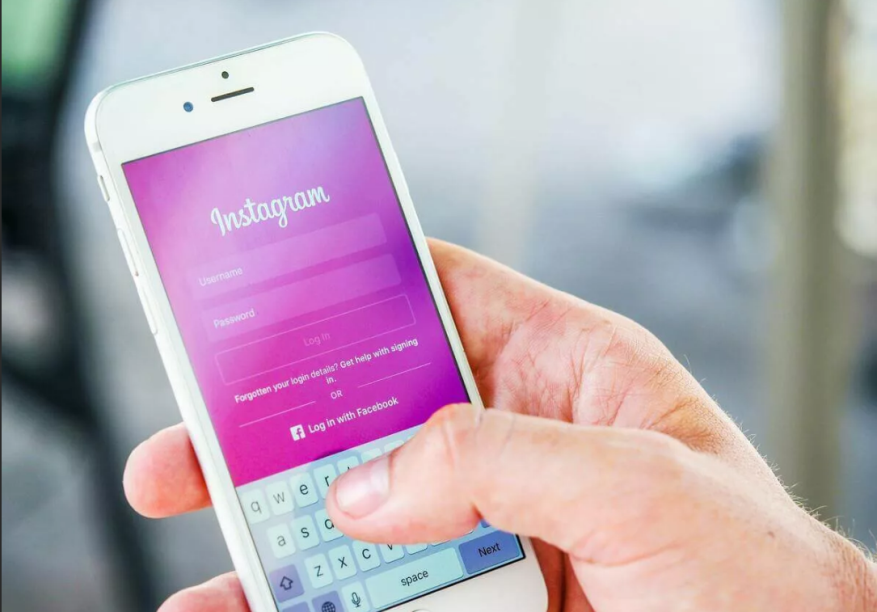 Instagram
Username
Password
Log In
Forgotten your login details? Get help with signing
in.
OR
Log in with Facebook
q w e r
a s d
z x c v
space Next